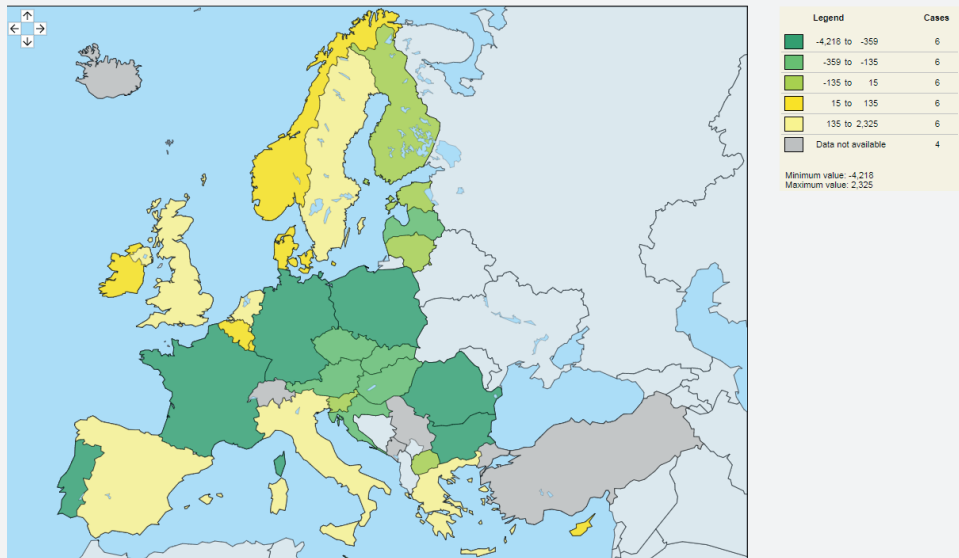 Legend Cases
-4,218 to -359 6
-359 to -135 6
-135 to 15 6
15 to 135 6
135 to 2,325 6
Data not available 4
Minimum value: -4,218
Maximum value: 2,325